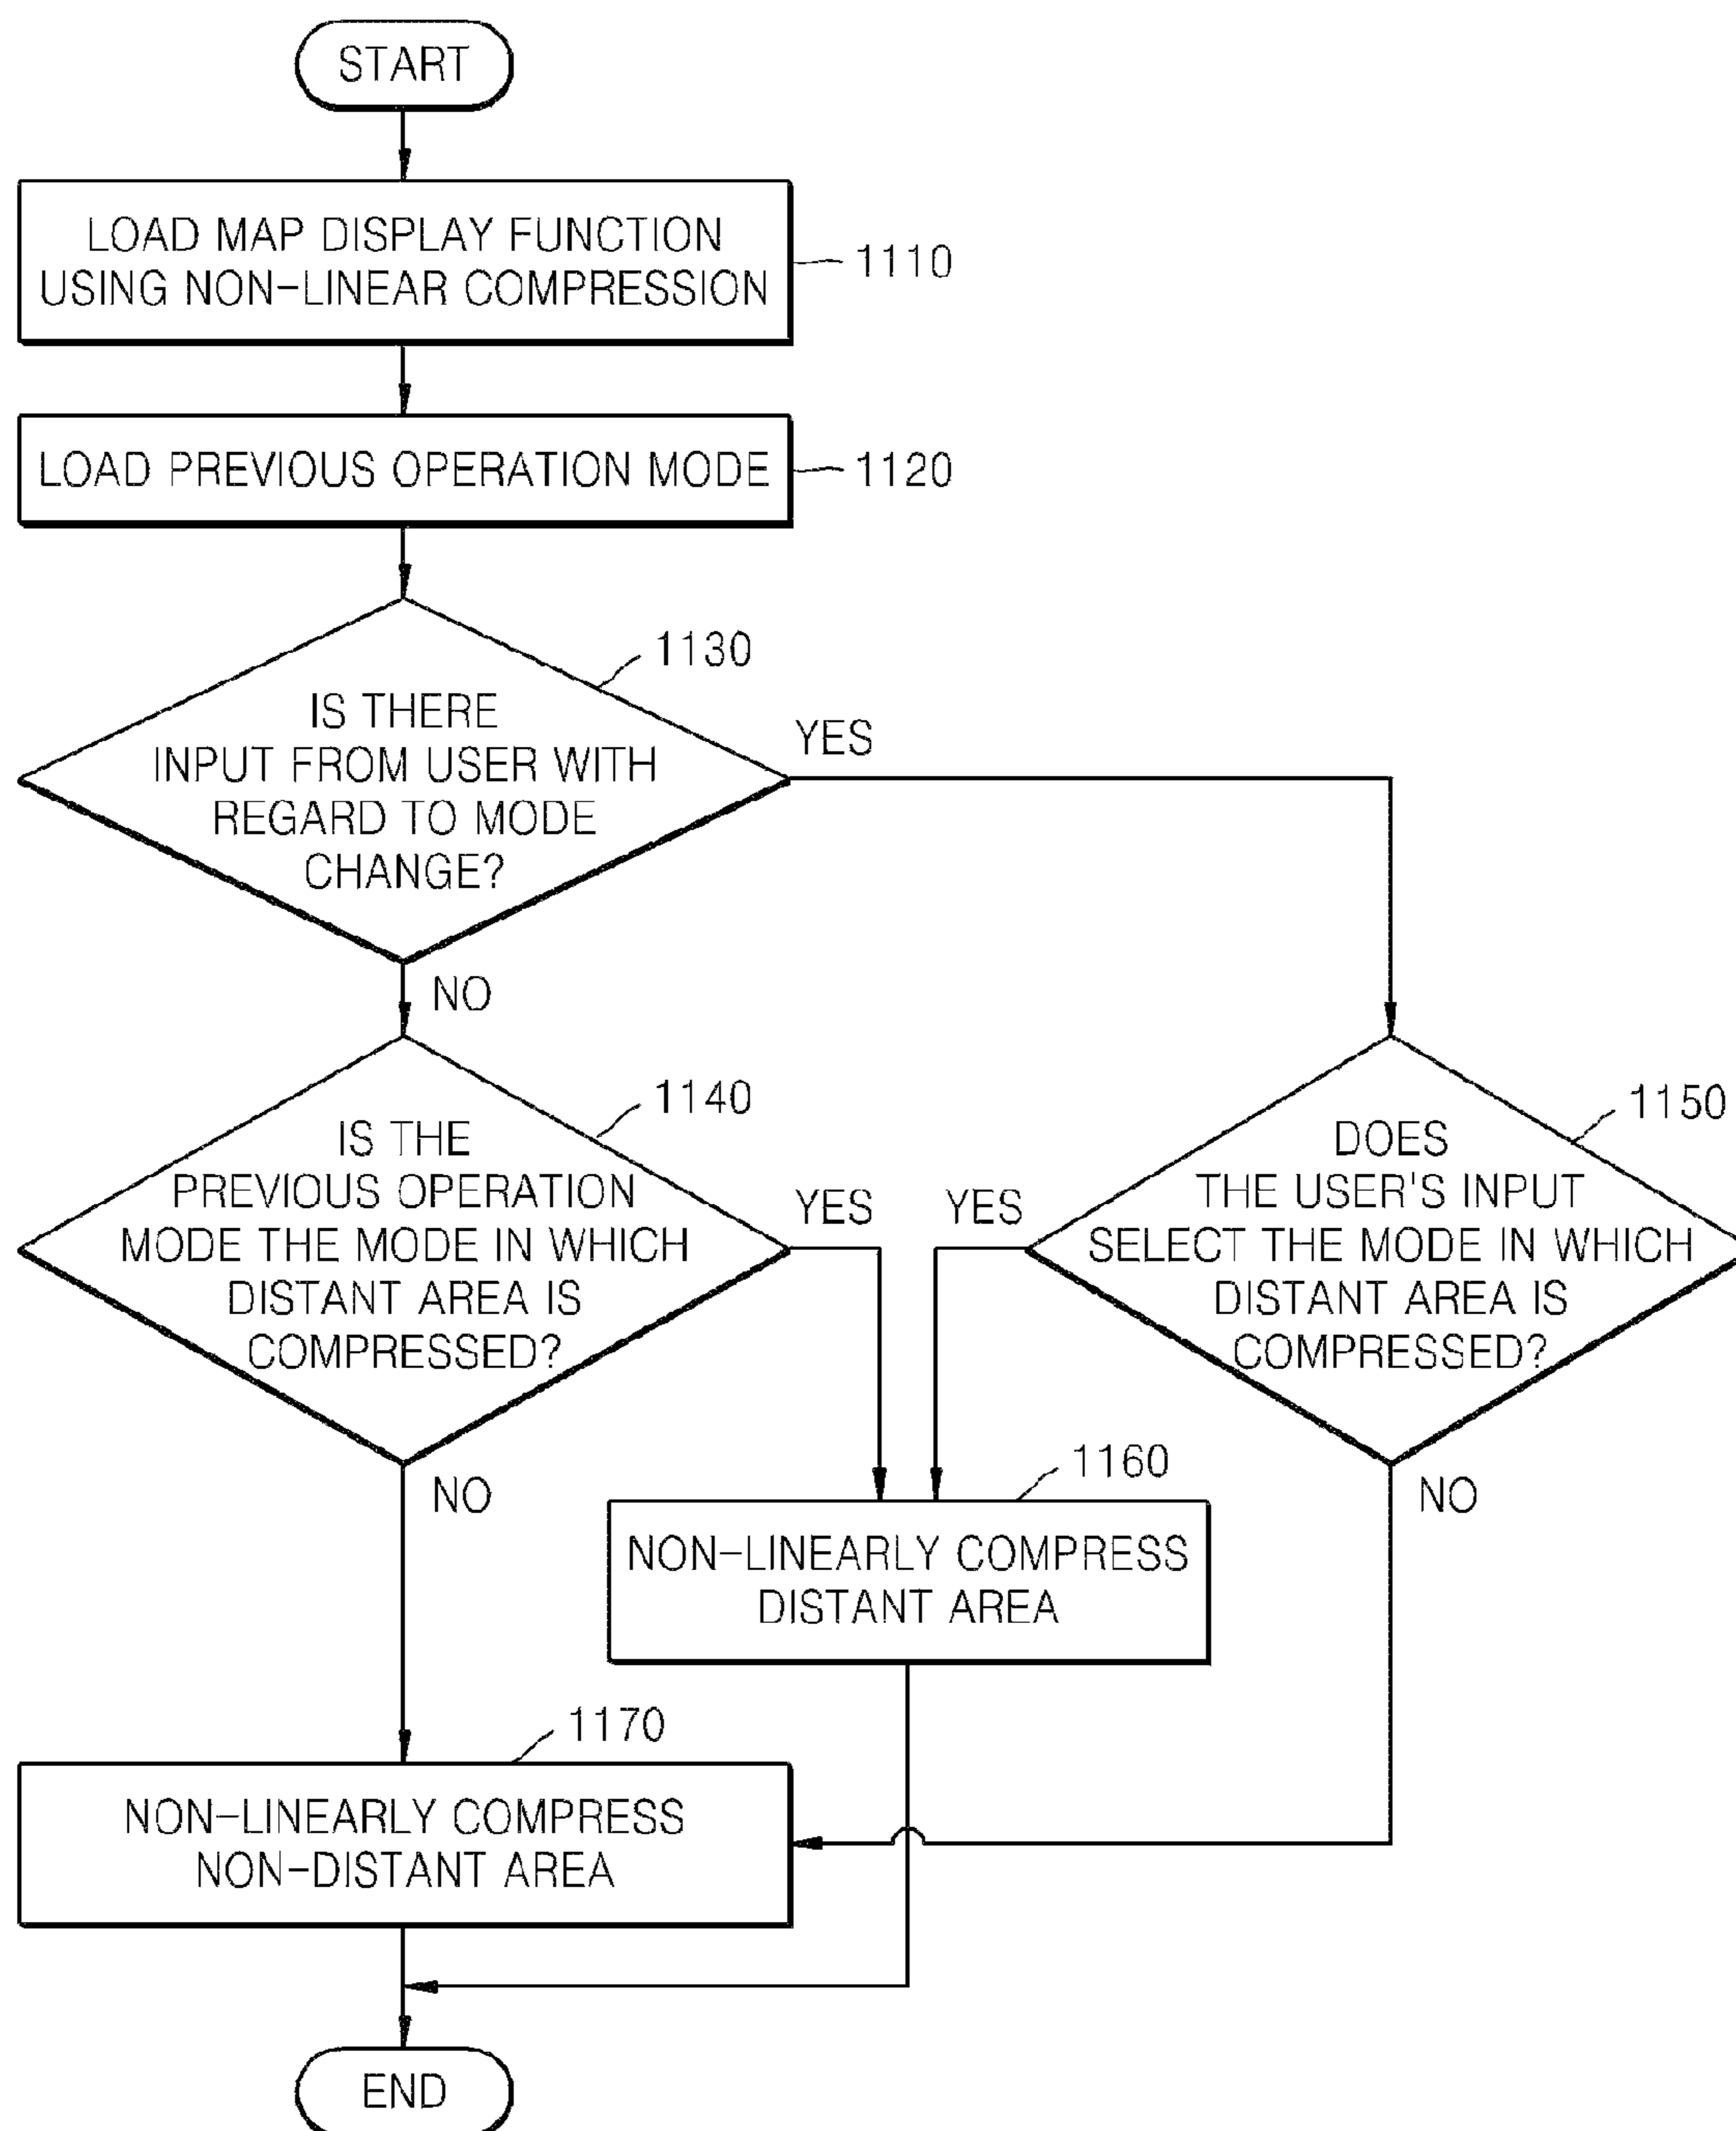 START
LOAD MAP DISPLAY FUNCTION
USING NON-LINEAR COMPRESSION
1110
LOAD PREVIOUS OPERATION MODE
1120
1130
IS THERE
INPUT FROM USER WITH
REGARD TO MODE
CHANGE?
YES
NO
1140
IS THE
PREVIOUS OPERATION
MODE THE MODE IN WHICH
DISTANT AREA IS
COMPRESSED?
YES
NO
1150
DOES
THE USER'S INPUT
SELECT THE MODE IN WHICH
DISTANT AREA IS
COMPRESSED?
YES
NO
1160
NON-LINEARLY COMPRESS
DISTANT AREA
1170
NON-LINEARLY COMPRESS
NON-DISTANT AREA
END